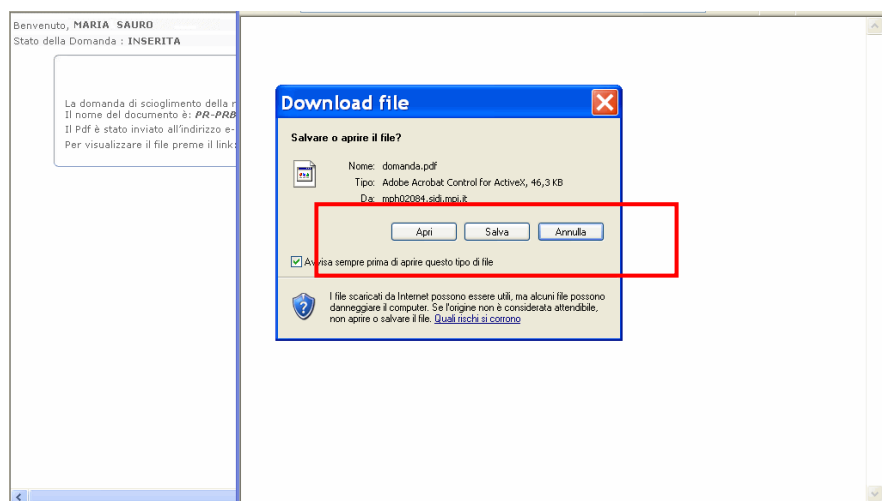 Benvenuto, MARIA SAURO
Stato della Domanda : INSERITA
La domanda di scioglimento della r
Il nome del documento è: PR-PRB
Il Pdf è stato inviato all'indirizzo e-
Per visualizzare il file preme il link:
Download file
Salvare o aprire il file?
Nome: domanda.pdf
Tipo: Adobe Acrobat Control for ActiveX, 46,3 KB
Da: mph02084.sidi.mpi.it
Apri Salva Annulla
Avvisa sempre prima di aprire questo tipo di file
I file scaricati da Internet possono essere utili, ma alcuni file possono
danneggiare il computer. Se l'origine non è considerata attendibile,
non aprire o salvare il file. Quali rischi si corrono